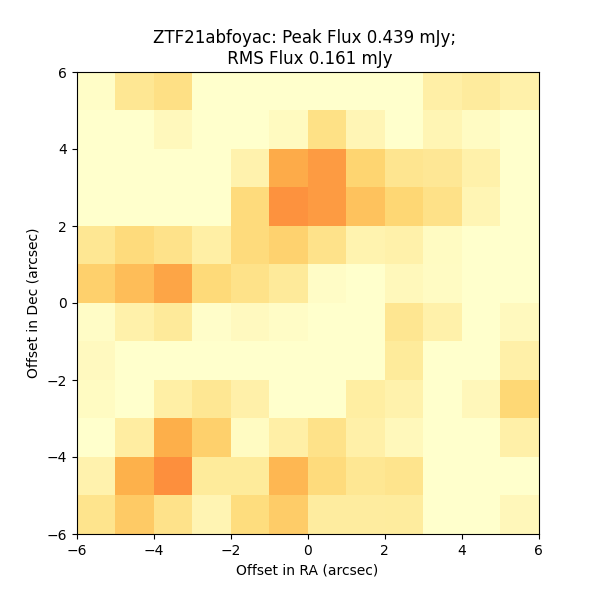 ZTF21abfoyac: Peak Flux 0.439 mJy;
RMS Flux 0.161 mJy
6
4
2
0
−2
−4
−6
Offset in Dec (arcsec)
−6 −4 −2 0 2 4 6
Offset in RA (arcsec)